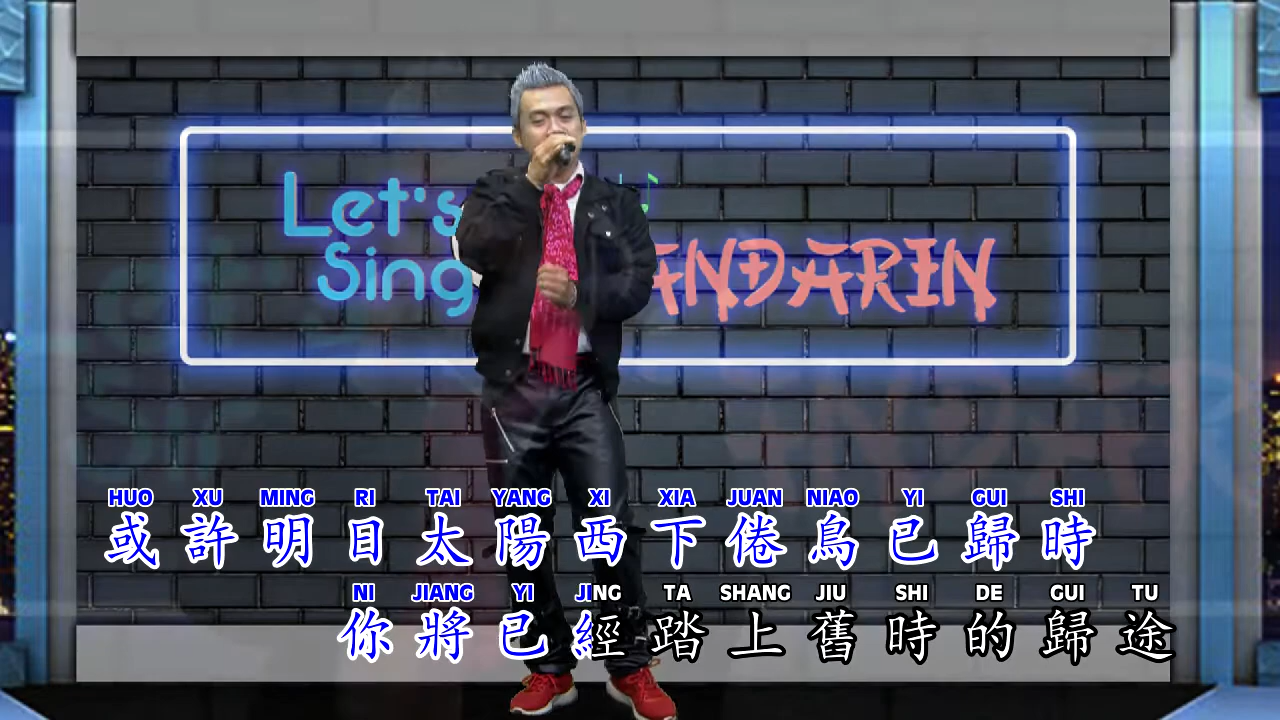 Let's
Sing ANDARIN
HUO XU MING RI TAI YANG XI XIA JUAN NIAO YI GUI SHI
或許明日太陽西下倦鳥已歸時
NI JIANG YI JING TA SHANG JIU SHI DE GUI TU
你將已經踏上舊時的歸途